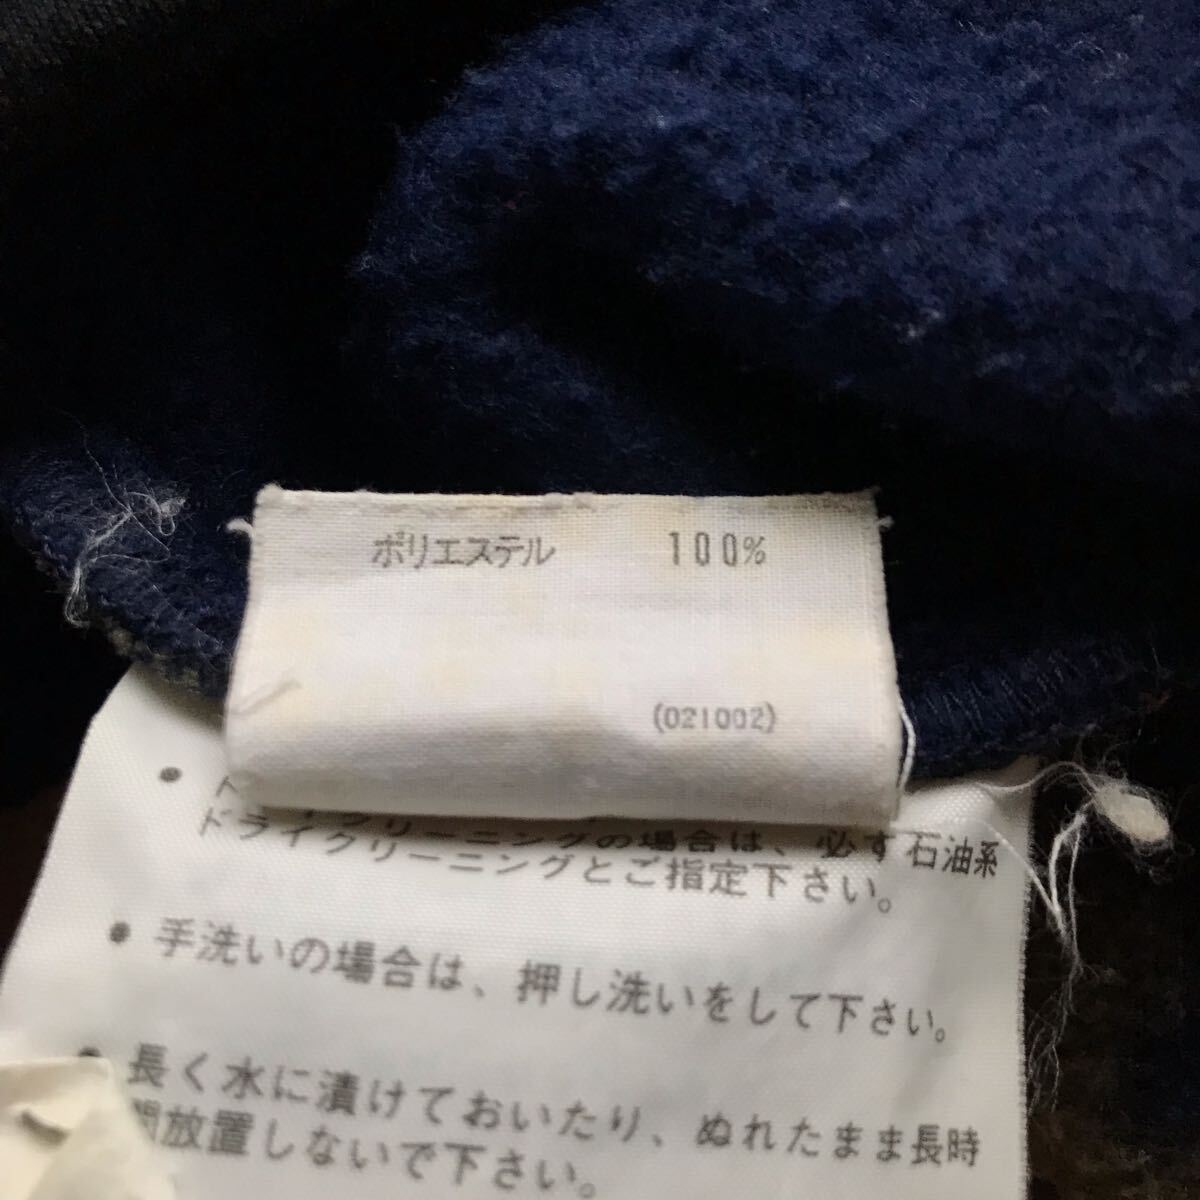 ポリエステル 100%
(021002)
ドライクリーニングの場合は、必ず石油系
ドライクリーニングとご指定下さい。
● 手洗いの場合は、押し洗いをして下さい。
● 長く水に漬けておいたり、ぬれたまま長時
間放置しないで下さい。